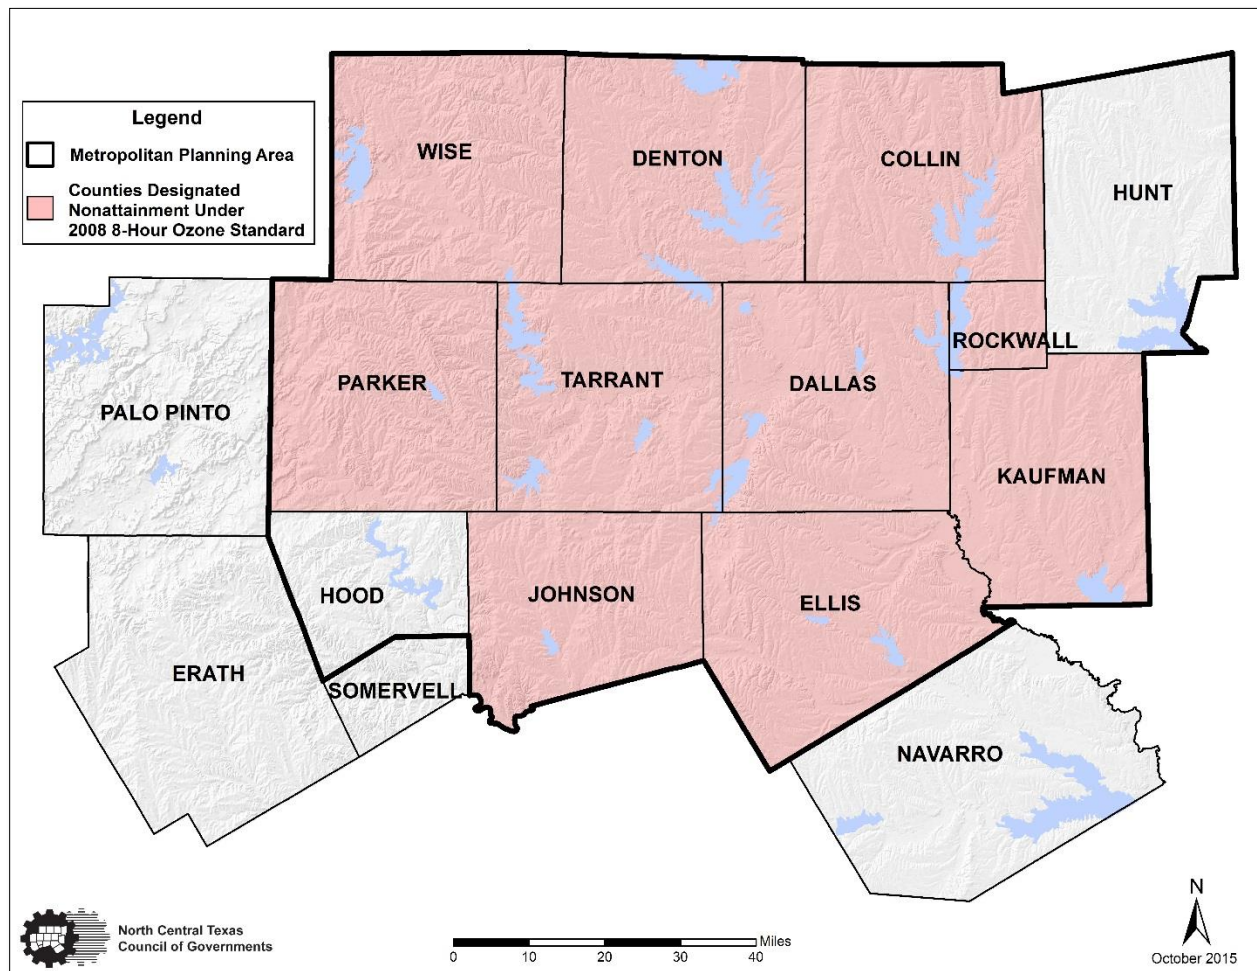 Legend
Metropolitan Planning Area
Counties Designated
Nonattainment Under
2008 8-Hour Ozone Standard
WISE
DENTON
COLLIN
HUNT
PALO PINTO
PARKER
TARRANT
DALLAS
ROCKWALL
KAUFMAN
HOOD
JOHNSON
ELLIS
ERATH
SOMERVELL
NAVARRO
North Central Texas
Council of Governments
Miles
0 10 20 30 40
N
October 2015